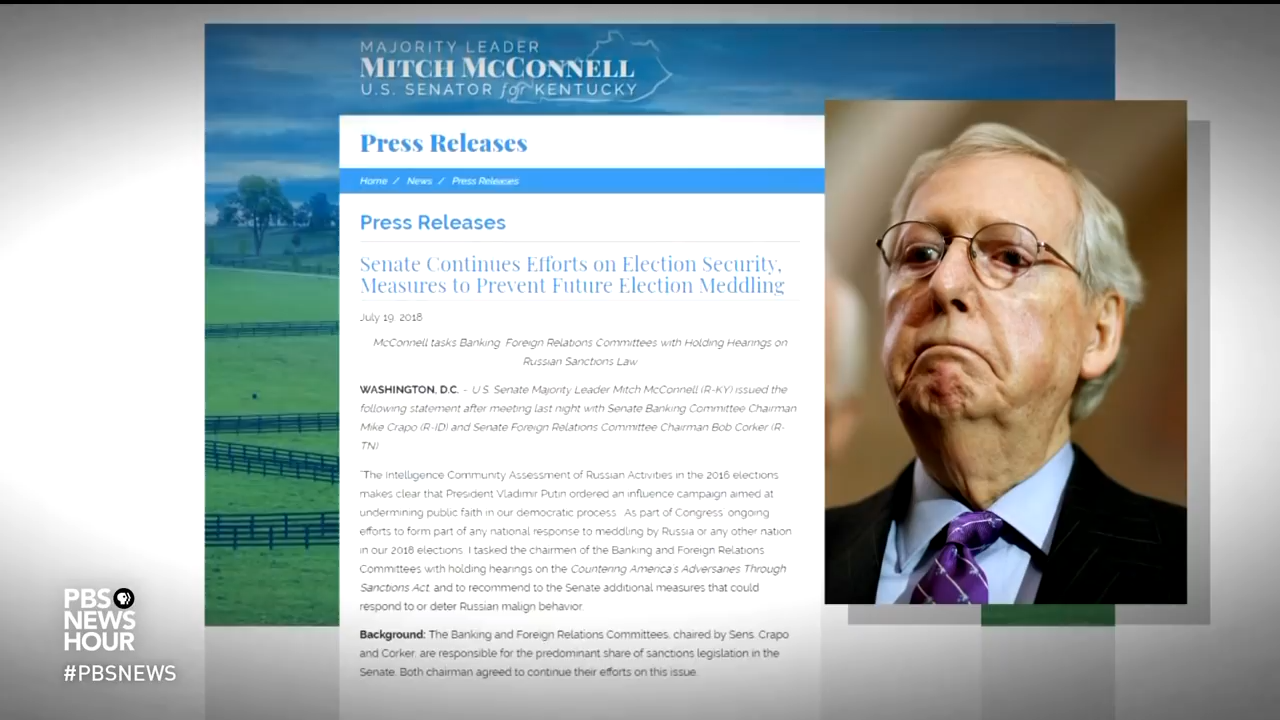 MAJORITY LEADER
MITCH MCCONNELL
U.S. SENATOR for KENTUCKY
Press Releases
Home / News / Press Releases
Press Releases
Senate Continues Efforts on Election Security,
Measures to Prevent Future Election Meddling
July 19, 2018
McConnell tasks Banking, Foreign Relations Committees with Holding Hearings on
Russian Sanctions Law
WASHINGTON, D.C. - U.S. Senate Majority Leader Mitch McConnell (R-KY) issued the
following statement after meeting last night with Senate Banking Committee Chairman
Mike Crapo (R-ID) and Senate Foreign Relations Committee Chairman Bob Corker (R-
TN)
"The Intelligence Community Assessment of Russian Activities in the 2016 elections
makes clear that President Vladimir Putin ordered an influence campaign aimed at
undermining public faith in our democratic process. As part of Congress' ongoing
efforts to form part of any national response to meddling by Russia or any other nation
in our 2018 elections, I tasked the chairmen of the Banking and Foreign Relations
Committees with holding hearings on the Countering America's Adversaries Through
Sanctions Act, and to recommend to the Senate additional measures that could
respond to or deter Russian malign behavior.
Background: The Banking and Foreign Relations Committees, chaired by Sens. Crapo
and Corker, are responsible for the predominant share of sanctions legislation in the
Senate. Both chairman agreed to continue their efforts on this issue.
PBS
NEWS
HOUR
#PBSNEWS